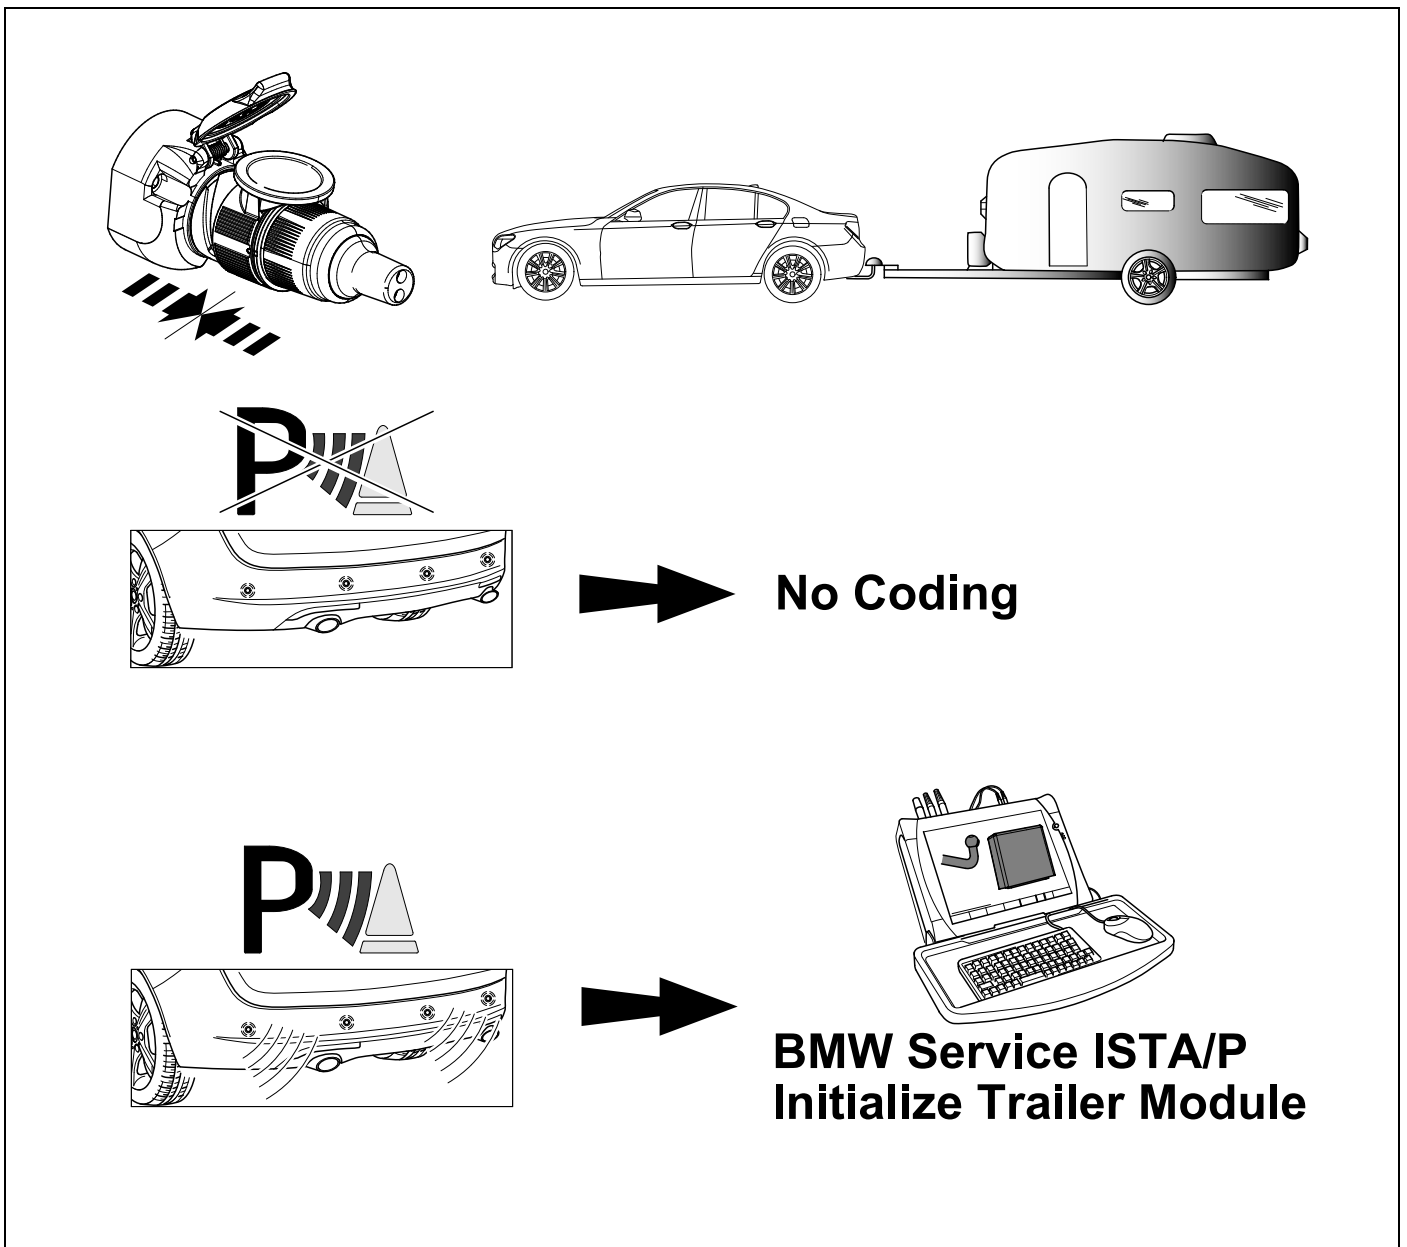 P
No Coding
P
BMW Service ISTA/P
Initialize Trailer Module